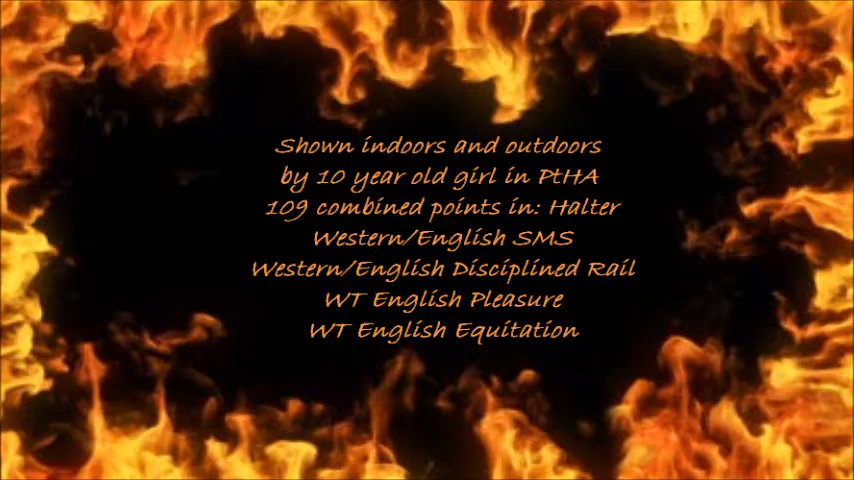 Shown indoors and outdoors
by 10 year old girl in PtHA
109 combined points in: Halter
Western/English SMS
Western/English Disciplined Rail
WT English Pleasure
WT English Equitation